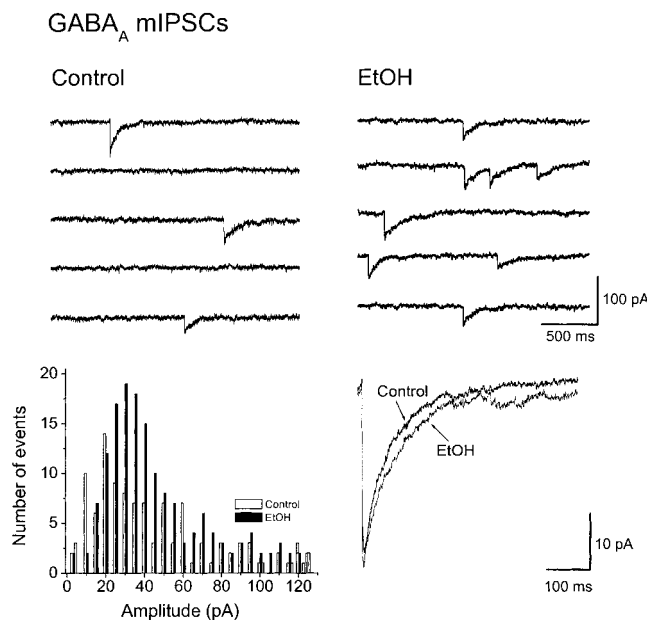 GABA_A mIPSCs
Control
EtOH
100 pA
500 ms
20
15
10
5
0
Number of events
Control
EtOH
0 20 40 60 80 100 120
Amplitude (pA)
Control
EtOH
10 pA
100 ms